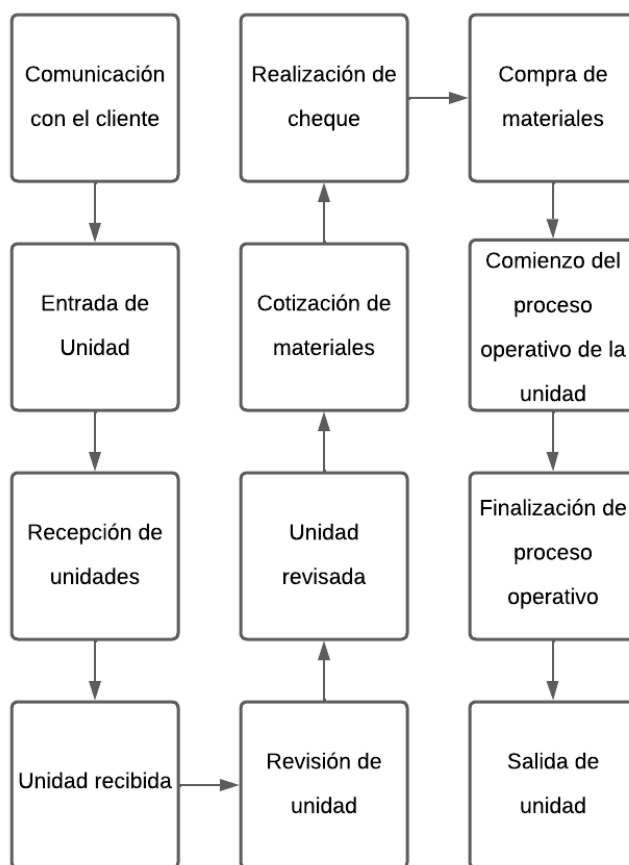 Comunicación
con el cliente
Entrada de
Unidad
Recepción de
unidades
Unidad recibida
Revisión de
unidad
Unidad
revisada
Cotización de
materiales
Realización de
cheque
Compra de
materiales
Comienzo del
proceso
operativo de la
unidad
Finalización de
proceso
operativo
Salida de
unidad